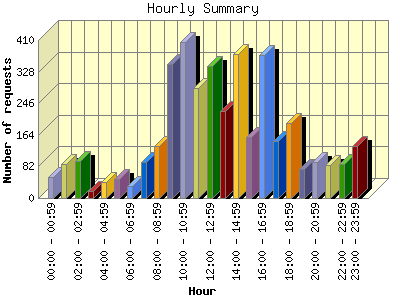 Hourly Summary
Number of requests
410
328
246
164
82
0
00:00 - 00:59
02:00 - 02:59
04:00 - 04:59
06:00 - 06:59
08:00 - 08:59
10:00 - 10:59
12:00 - 12:59
14:00 - 14:59
16:00 - 16:59
18:00 - 18:59
20:00 - 20:59
22:00 - 22:59
23:00 - 23:59
Hour